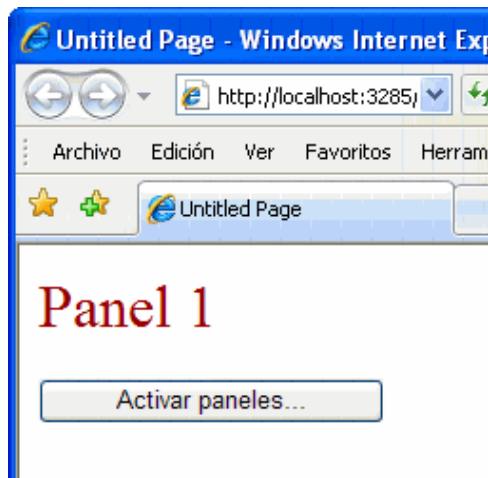 Untitled Page - Windows Internet Exp
http://localhost:3285/
Archivo Edición Ver Favoritos Herram
Untitled Page
Panel 1
Activar paneles...